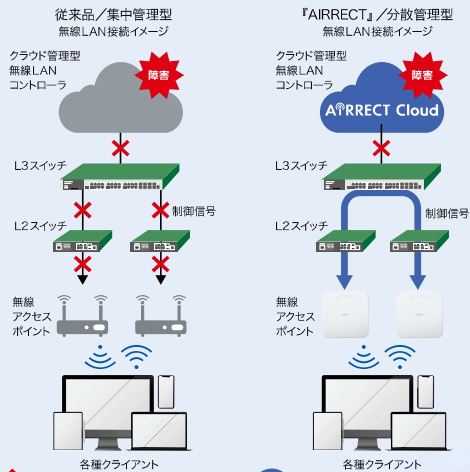 従来品／集中管理型
無線LAN接続イメージ
クラウド管理型
無線LAN
コントローラ
障害
L3スイッチ
制御信号
L2スイッチ
無線
アクセス
ポイント
各種クライアント
『AIRRECT』／分散管理型
無線LAN接続イメージ
クラウド管理型
無線LAN
コントローラ
障害
AIRRECT Cloud
L3スイッチ
制御信号
L2スイッチ
無線
アクセス
ポイント
各種クライアント